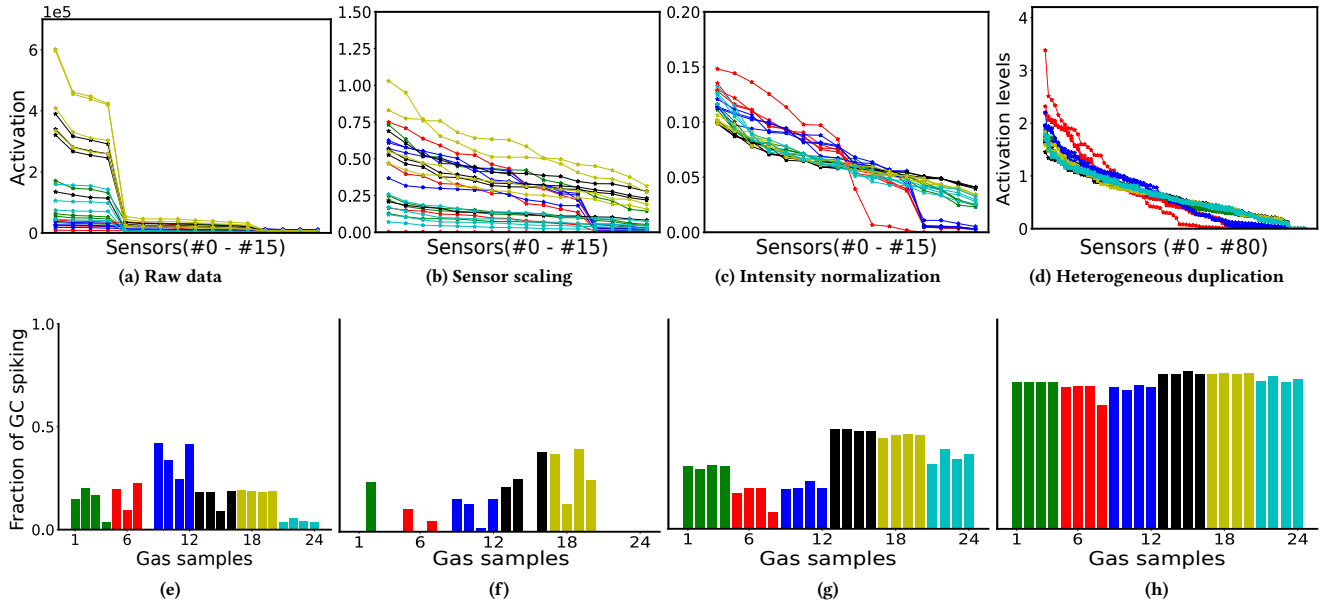 1e5
Activation
6
4
2
0
Sensors(#0 - #15)
(a) Raw data
1.50
1.25
1.00
0.75
0.50
0.25
0.00
Sensors(#0 - #15)
(b) Sensor scaling
0.20
0.15
0.10
0.05
0.00
Sensors(#0 - #15)
(c) Intensity normalization
Activation levels
4
3
2
1
0
Sensors (#0 - #80)
(d) Heterogeneous duplication
Fraction of GC spiking
1.0
0.5
0.0
1 6 12 18 24
Gas samples
(e)
1 6 12 18 24
Gas samples
(f)
1 6 12 18 24
Gas samples
(g)
1 6 12 18 24
Gas samples
(h)